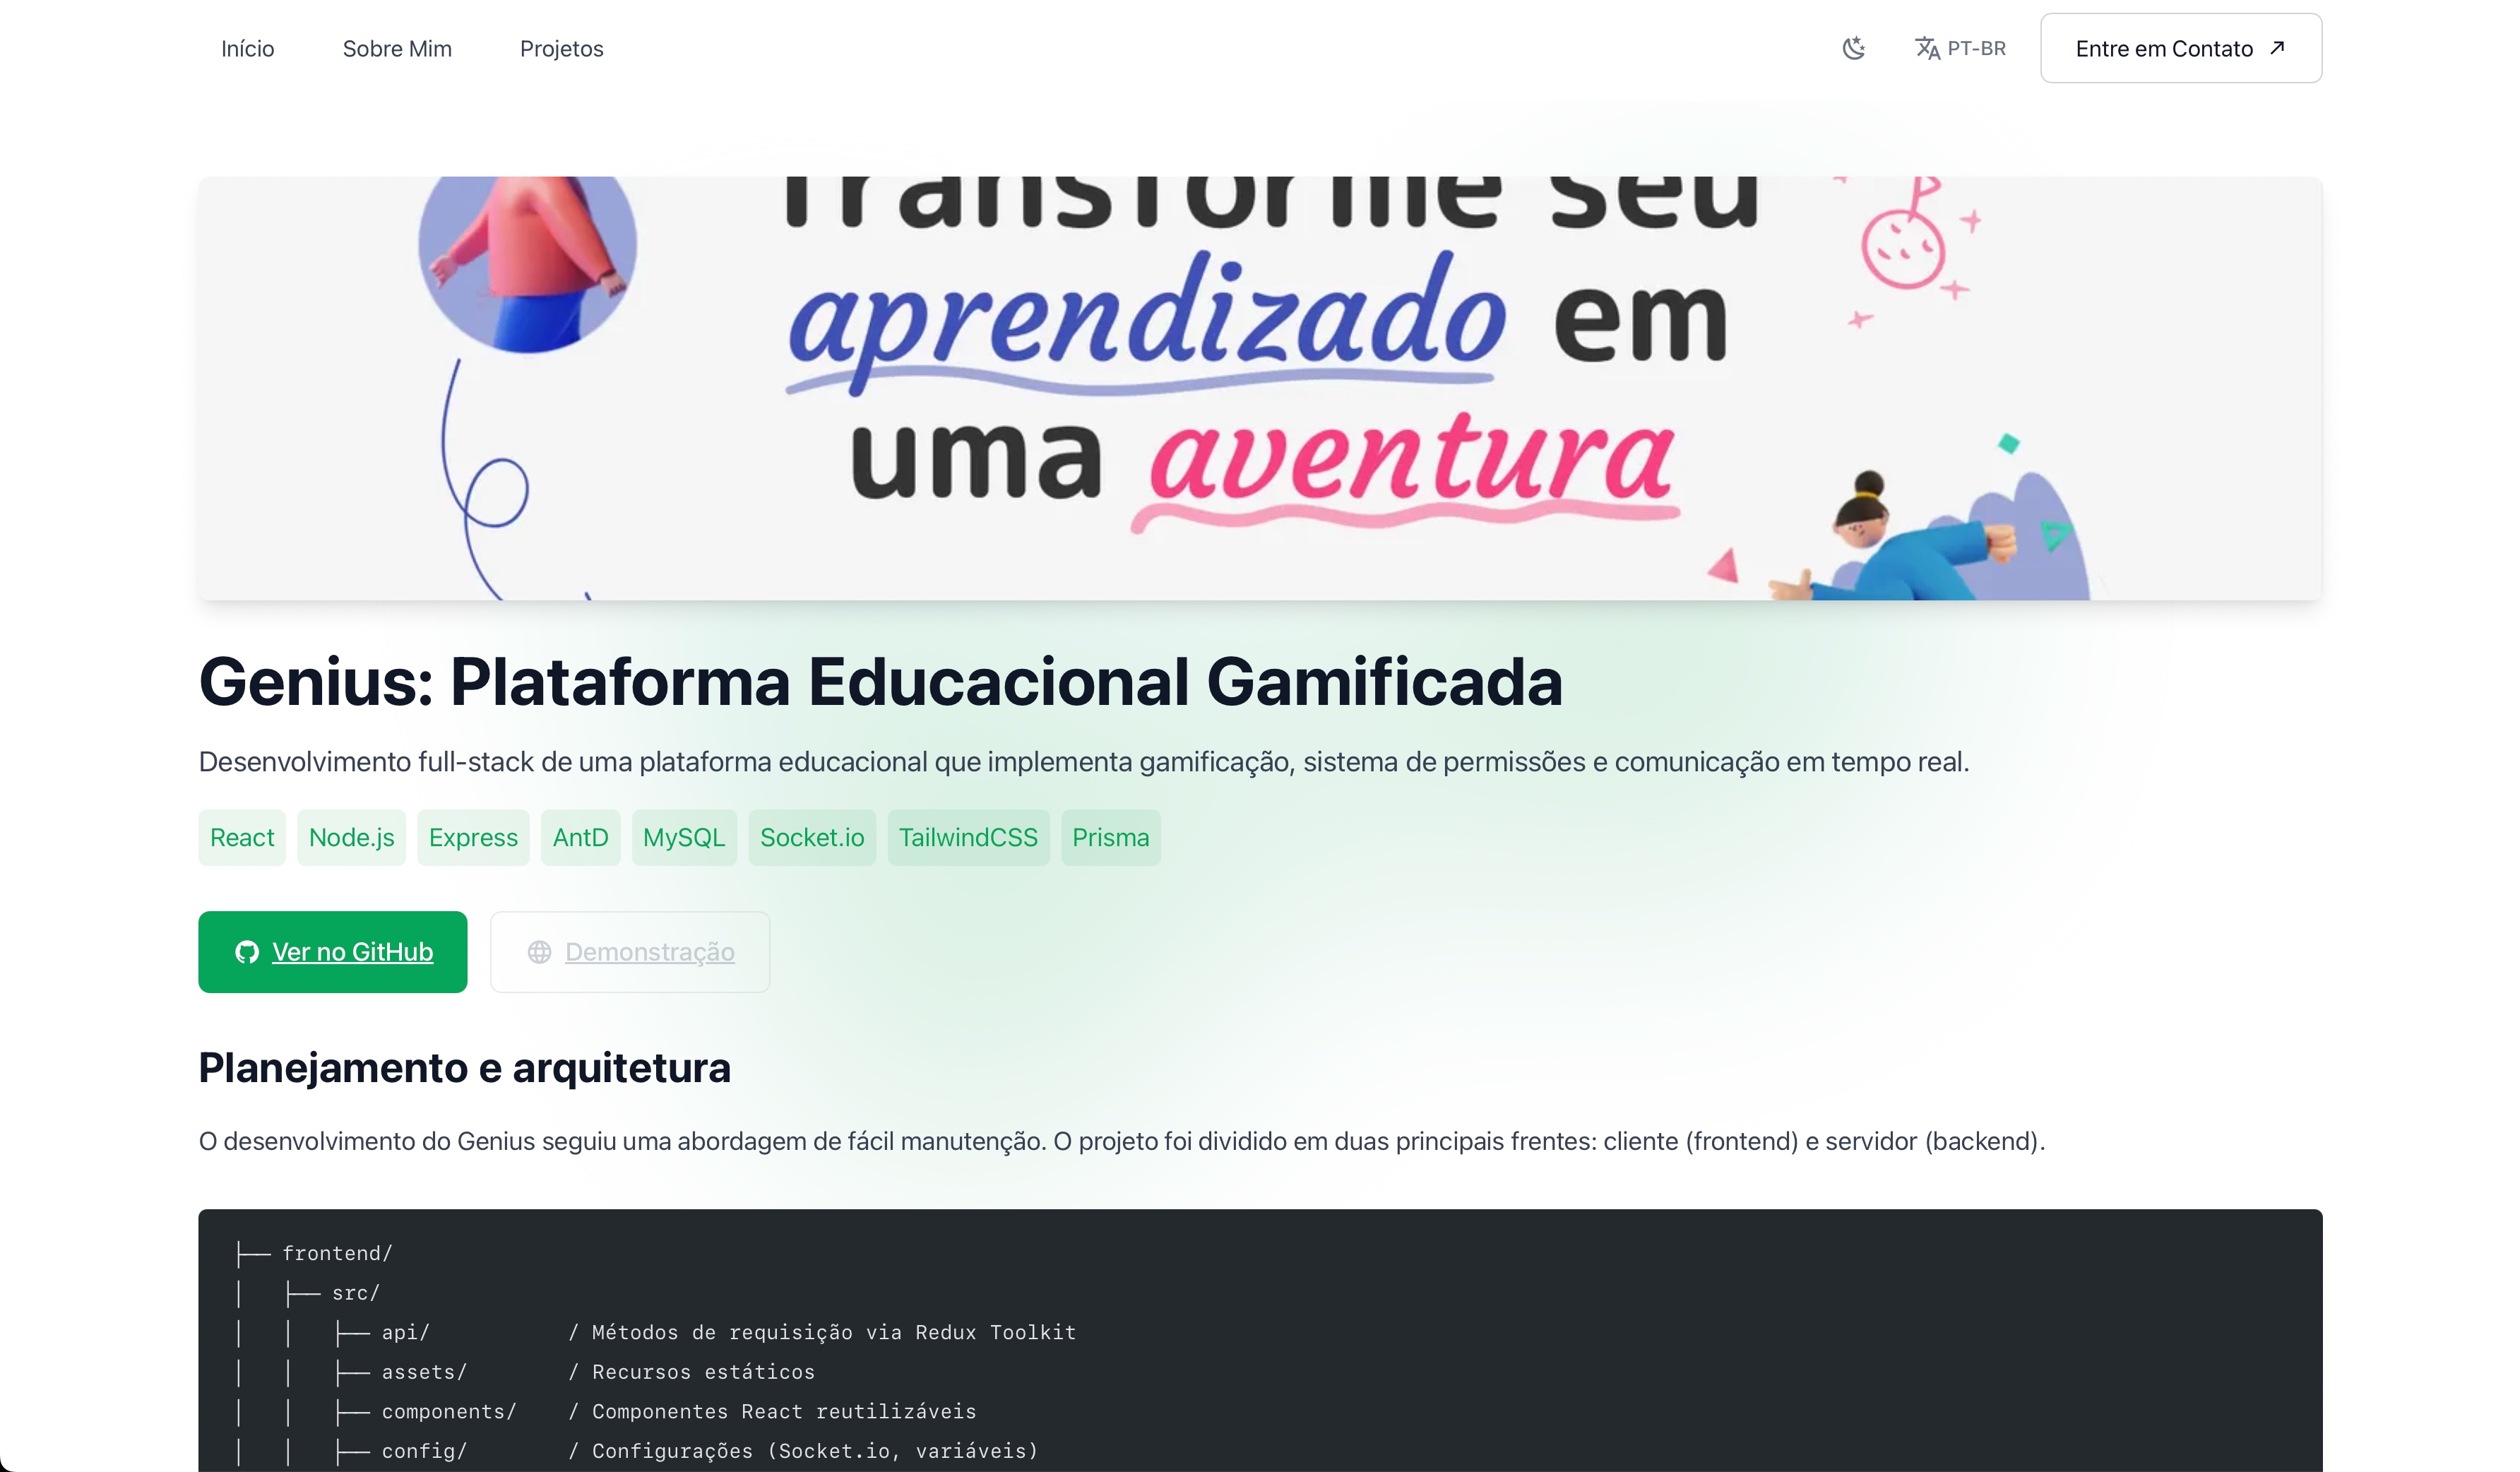 Início Sobre Mim Projetos PT-BR Entre em Contato
Transforme seu
aprendizado em
uma aventura
Genius: Plataforma Educacional Gamificada
Desenvolvimento full-stack de uma plataforma educacional que implementa gamificação, sistema de permissões e comunicação em tempo real.
React Node.js Express AntD MySQL Socket.io TailwindCSS Prisma
Ver no GitHub Demonstração
Planejamento e arquitetura
O desenvolvimento do Genius seguiu uma abordagem de fácil manutenção. O projeto foi dividido em duas principais frentes: cliente (frontend) e servidor (backend).
├── frontend/
│   ├── src/
│   │   ├── api/           / Métodos de requisição via Redux Toolkit
│   │   ├── assets/        / Recursos estáticos
│   │   ├── components/    / Componentes React reutilizáveis
│   │   ├── config/        / Configurações (Socket.io, variáveis)